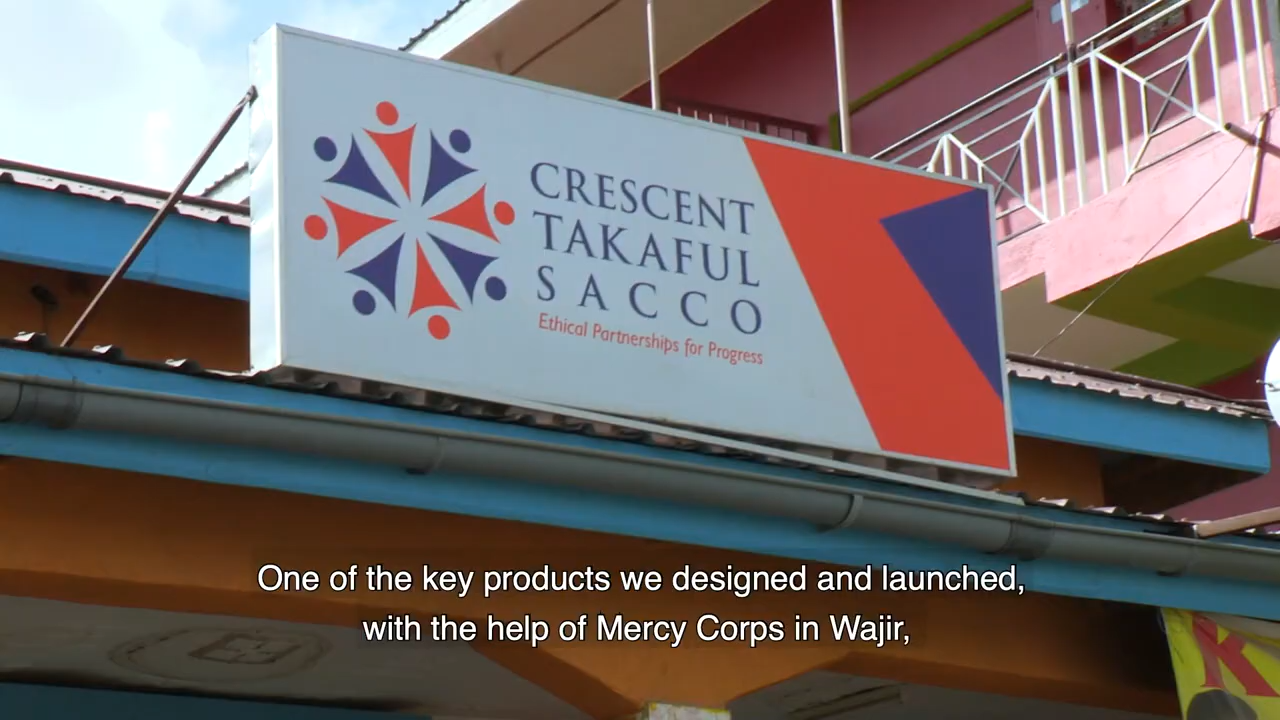 CRESCENT
TAKAFUL
SACCO
Ethical Partnerships for Progress
One of the key products we designed and launched,
with the help of Mercy Corps in Wajir,
K